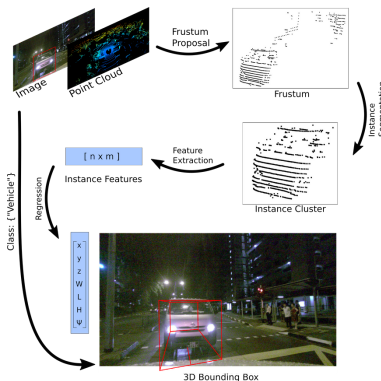 Image
Point Cloud
Frustum
Proposal
Frustum
Instance
Segmentation
Instance Cluster
Feature
Extraction
[ n x m ]
Instance Features
Regression
Class: {"Vehicle"}
x
y
z
W
L
H
Ψ
3D Bounding Box